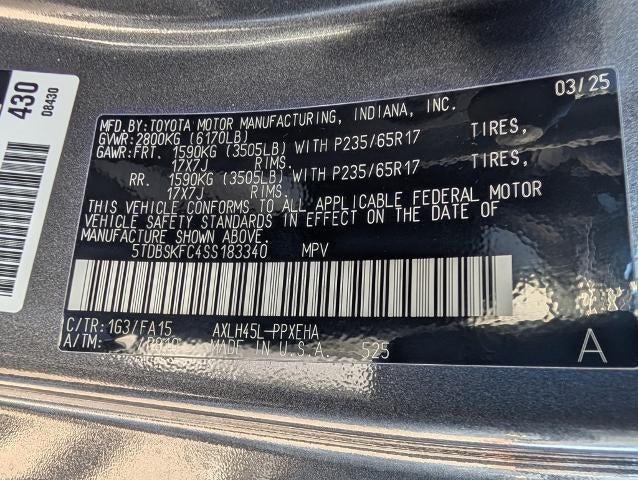 430
08430
03/25
MFD.BY:TOYOTA MOTOR MANUFACTURING, INDIANA, INC.
GVWR:2800KG (6170LB)
GAWR:FRT. 1590KG (3505LB) WITH P235/65R17 TIRES,
17X7J RIMS.
RR. 1590KG (3505LB) WITH P235/65R17 TIRES,
17X7J RIMS
THIS VEHICLE CONFORMS TO ALL APPLICABLE FEDERAL MOTOR
VEHICLE SAFETY STANDARDS IN EFFECT ON THE DATE OF
MANUFACTURE SHOWN ABOVE.
5TDBSKFC4SS183340 MPV
C/TR:1G3/FA15 AXLH45L-PPXEHA
A/TM: MADE IN U.S.A. 525
A